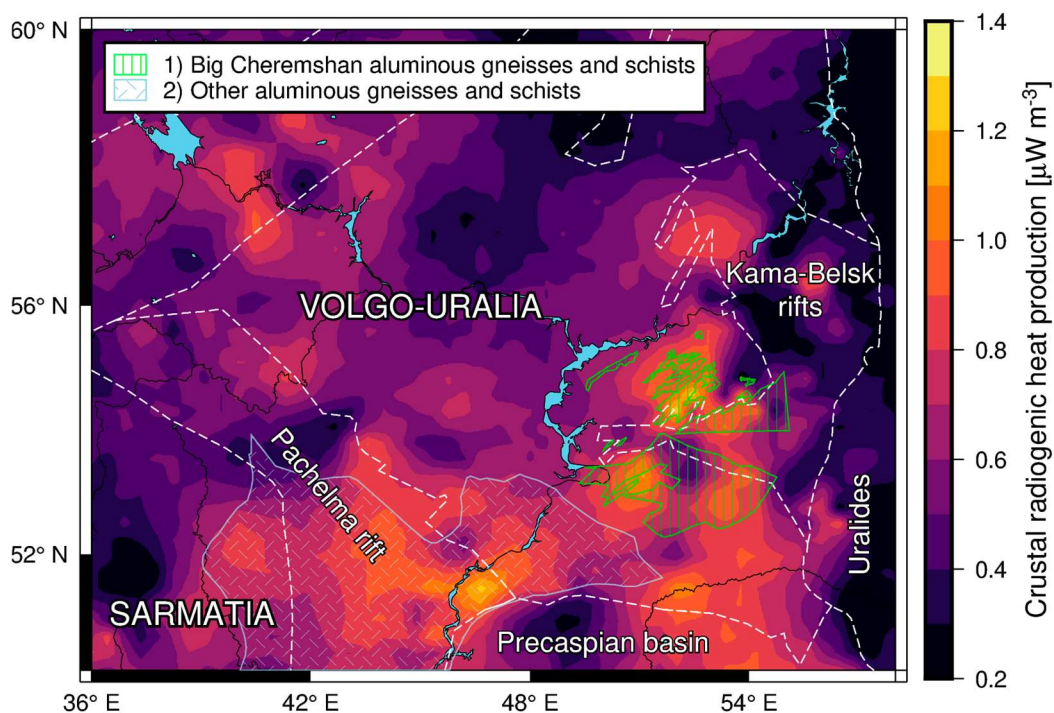 60° N
56° N
52° N
36° E
42° E
48° E
54° E
1) Big Cheremshan aluminous gneisses and schists
2) Other aluminous gneisses and schists
VOLGO-URALIA
Kama-Belsk
rifts
Pachelma rift
Uralides
SARMATIA
Precaspian basin
1.4
1.2
1.0
0.8
0.6
0.4
0.2
Crustal radiogenic heat production [µW m⁻³]